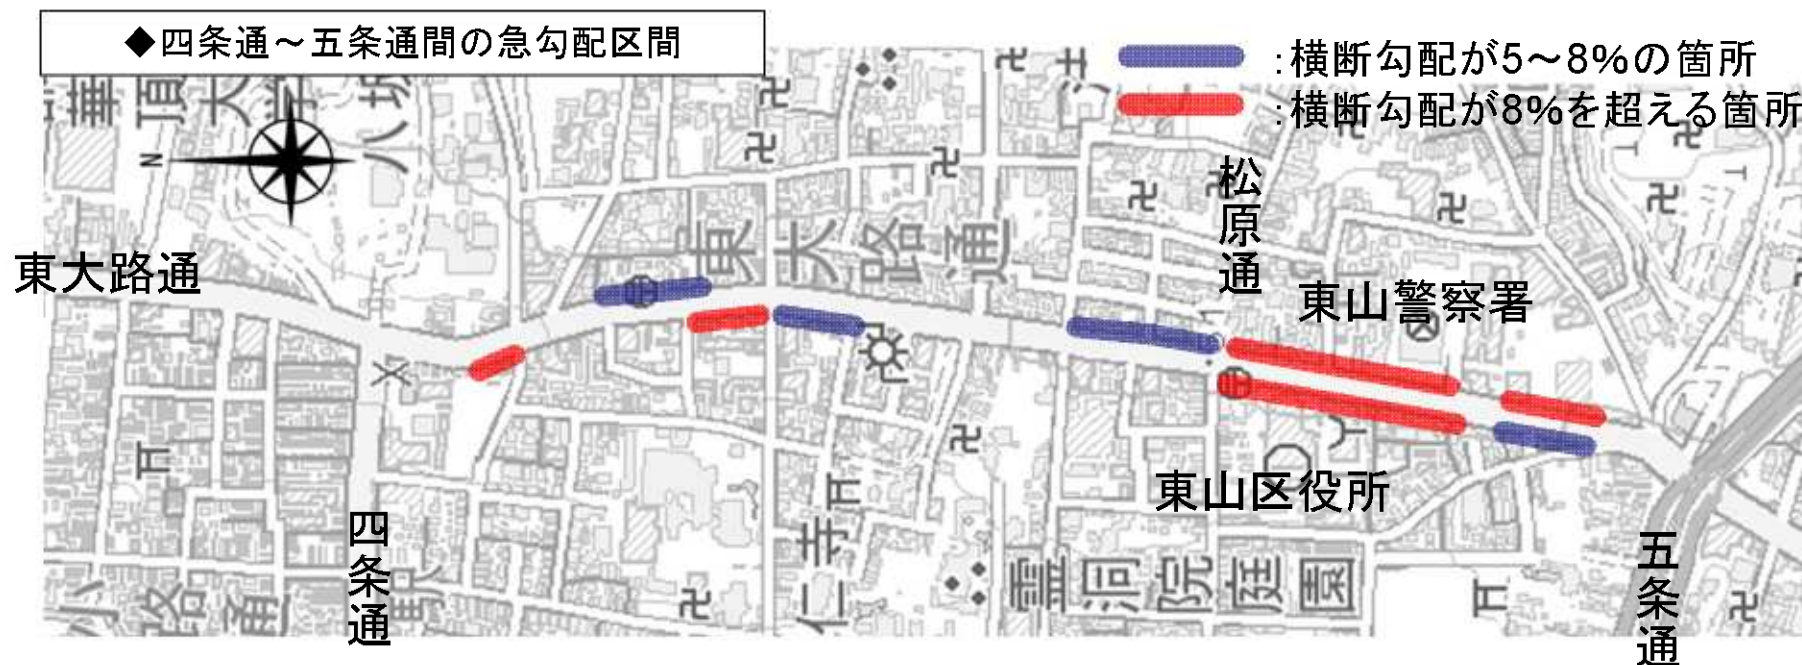 ◆四条通～五条通間の急勾配区間
:横断勾配が5～8%の箇所
:横断勾配が8%を超える箇所
N
東大路通
東大路通
松原通
東山警察署
東山区役所
霊洞院庭園
四条通
五条通